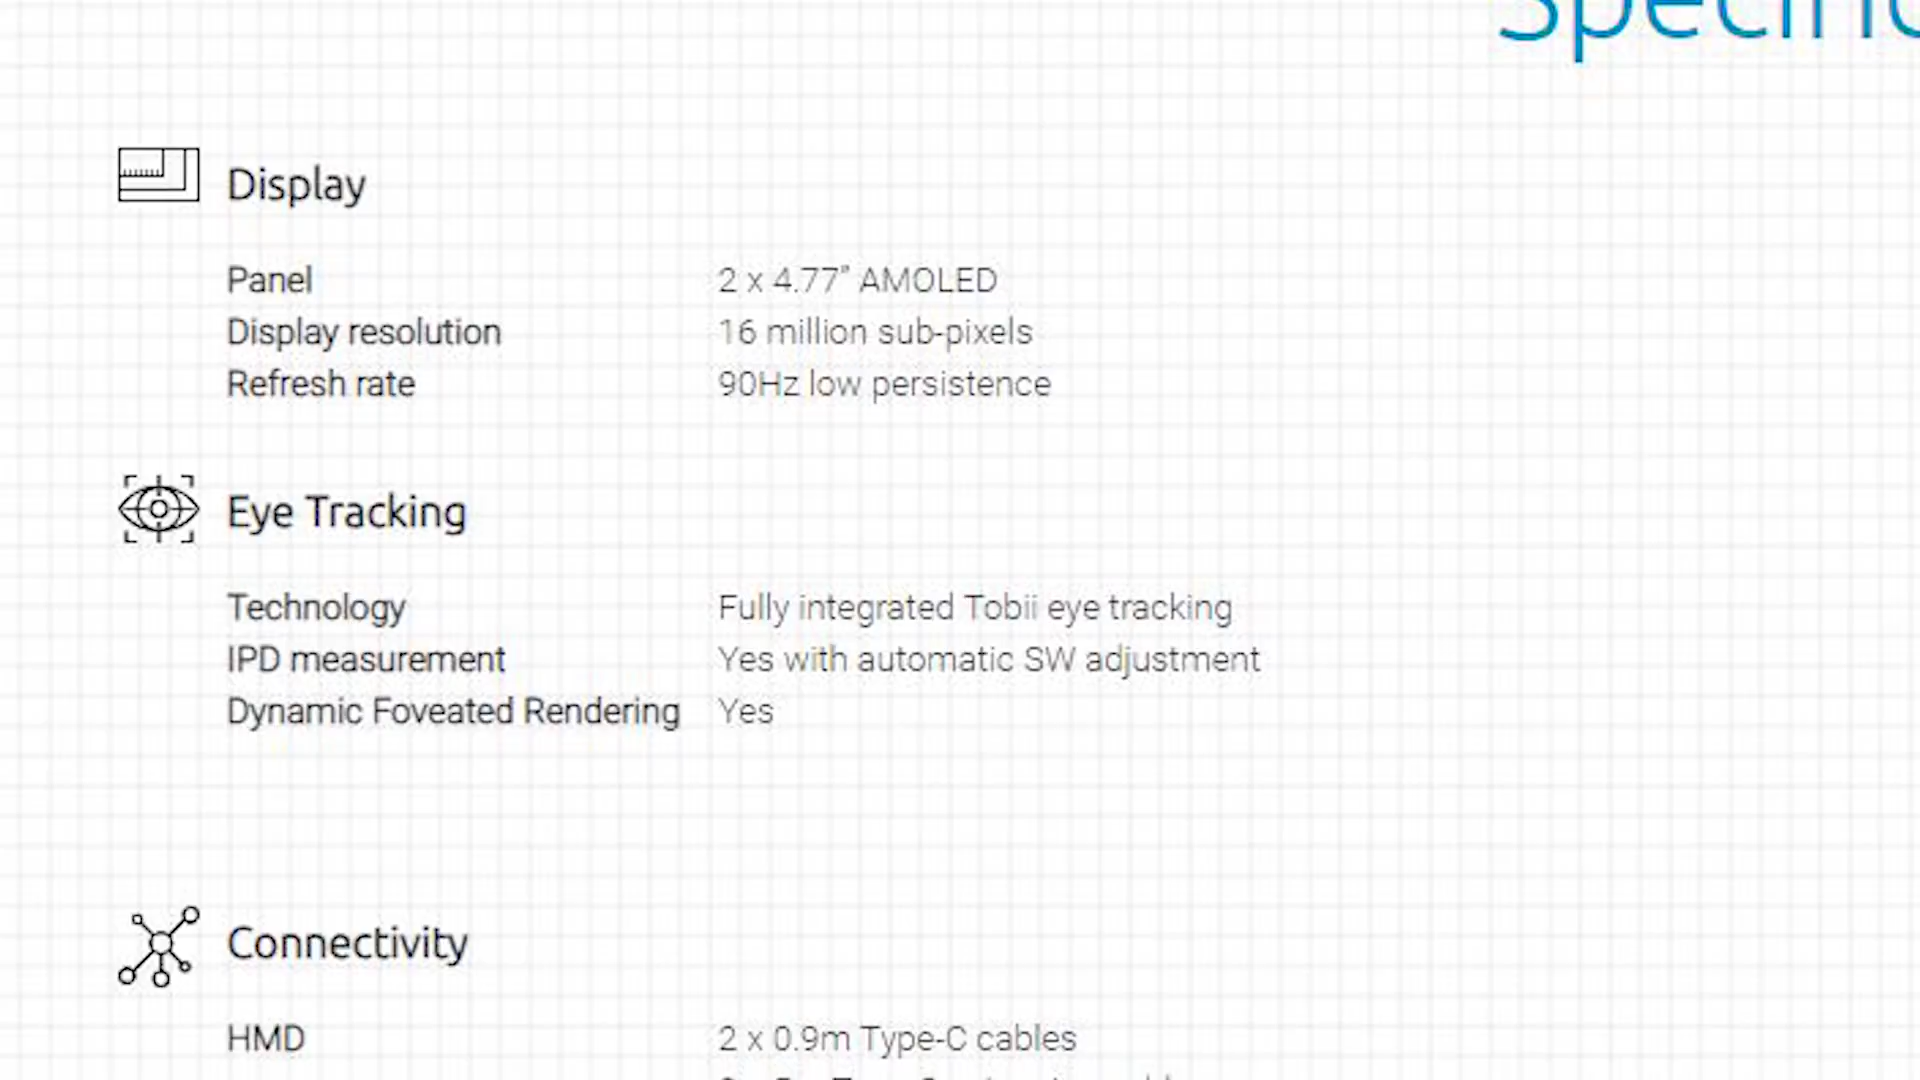 Display
Panel 2 x 4.77” AMOLED
Display resolution 16 million sub-pixels
Refresh rate 90Hz low persistence
Eye Tracking
Technology Fully integrated Tobii eye tracking
IPD measurement Yes with automatic SW adjustment
Dynamic Foveated Rendering Yes
Connectivity
HMD 2 x 0.9m Type-C cables